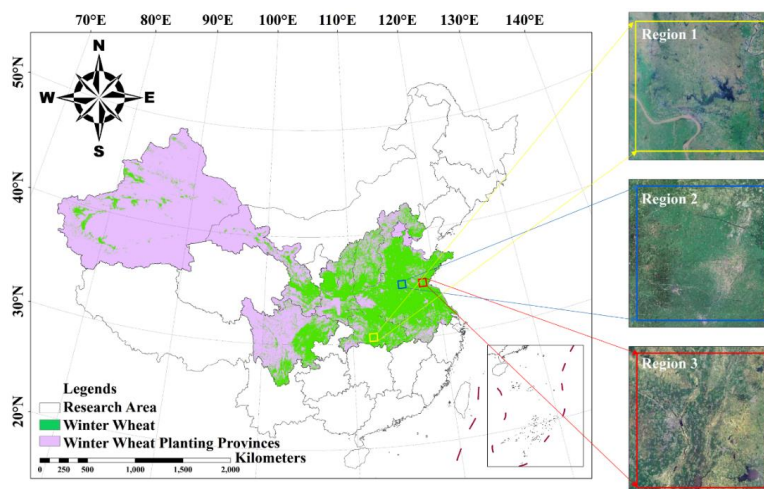 70°E 80°E 90°E 100°E 110°E 120°E 130°E 140°E
Region 1
N
W E
S
50°N
40°N
30°N
20°N
Region 2
Region 3
Legends
Research Area
Winter Wheat
Winter Wheat Planting Provinces
Kilometers
0 250 500 1,000 1,500 2,000